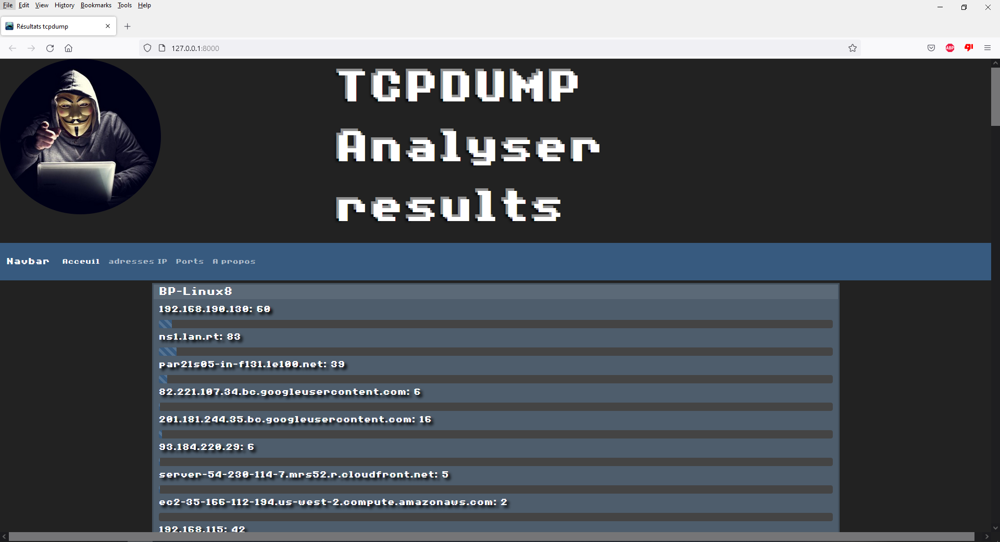 File Edit View History Bookmarks Tools Help
Résultats tcpdump
127.0.0.1:8000
ABP
TCPDUMP
Analyser
results
Navbar Acceuil adresses IP Ports A propos
BP-Linux8
192.168.190.130: 60
ns1.lan.rt: 83
par21s05-in-f131.1e100.net: 39
82.221.107.34.bc.googleusercontent.com: 6
201.181.244.35.bc.googleusercontent.com: 16
93.184.220.29: 6
server-54-230-114-7.mrs52.r.cloudfront.net: 5
ec2-35-166-112-194.us-west-2.compute.amazonaws.com: 2
192.168.115: 42